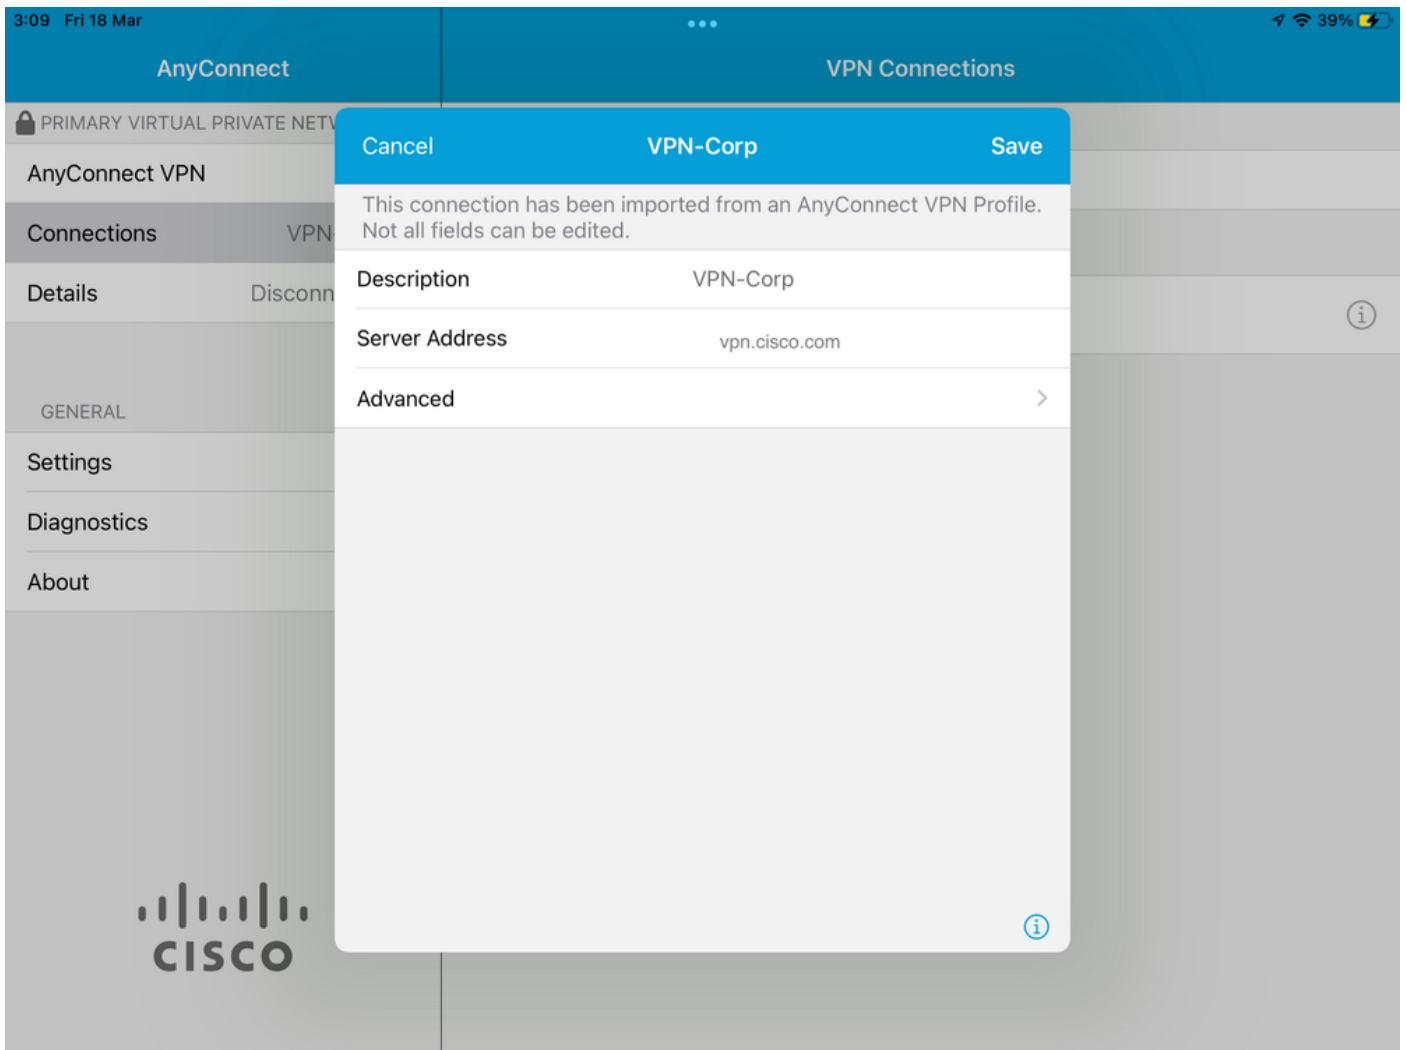 3:09 Fri 18 Mar
39%
AnyConnect
VPN Connections
PRIMARY VIRTUAL PRIVATE NETW
AnyConnect VPN
Connections VPN-
Details Disconn
GENERAL
Settings
Diagnostics
About
CISCO
Cancel VPN-Corp Save
This connection has been imported from an AnyConnect VPN Profile.
Not all fields can be edited.
Description VPN-Corp
Server Address vpn.cisco.com
Advanced